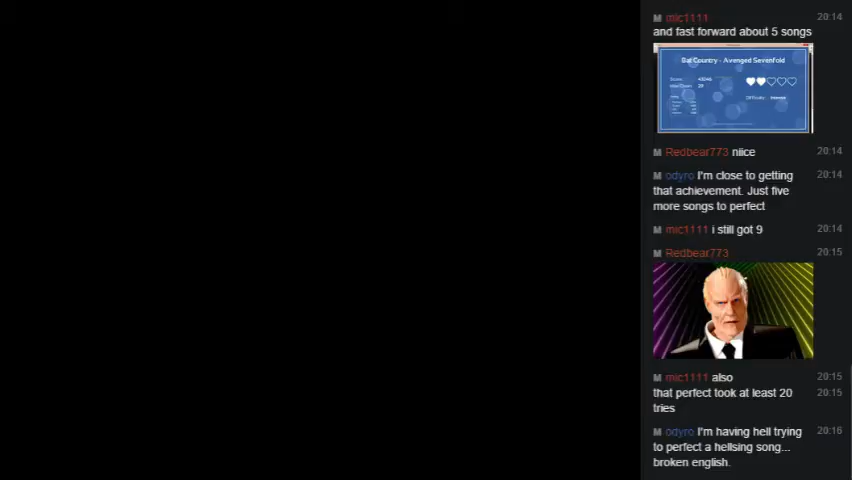 M mic1111 20:14
and fast forward about 5 songs
Bat Country - Avenged Sevenfold
M Redbear773 niice 20:14
M odyro I'm close to getting 20:14
that achievement. Just five
more songs to perfect
M mic1111 i still got 9 20:14
M Redbear773 20:15
M mic1111 also 20:15
that perfect took at least 20 20:15
tries
M odyro I'm having hell trying 20:16
to perfect a hellsing song...
broken english.